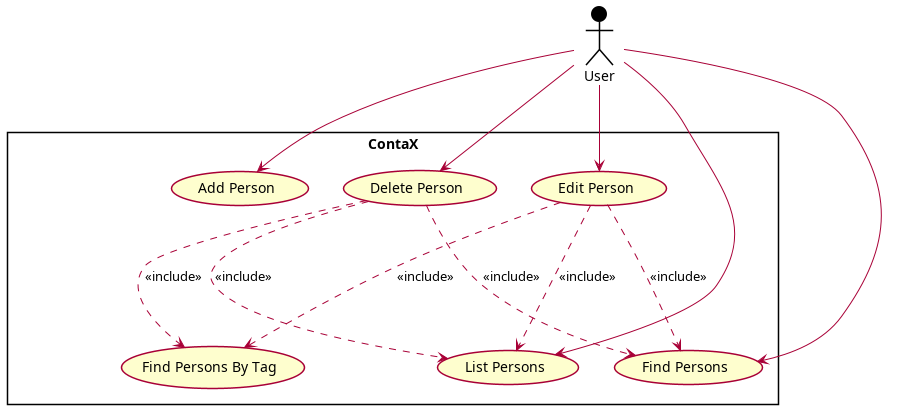 User
ContaX
Add Person
Delete Person
Edit Person
«include»
«include»
«include»
«include»
«include»
«include»
Find Persons By Tag
List Persons
Find Persons